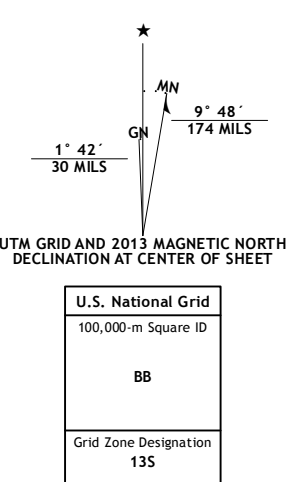 ★
MN
9° 48´
174 MILS
GN
1° 42´
30 MILS
UTM GRID AND 2013 MAGNETIC NORTH
DECLINATION AT CENTER OF SHEET
U.S. National Grid
100,000-m Square ID
BB
Grid Zone Designation
13S